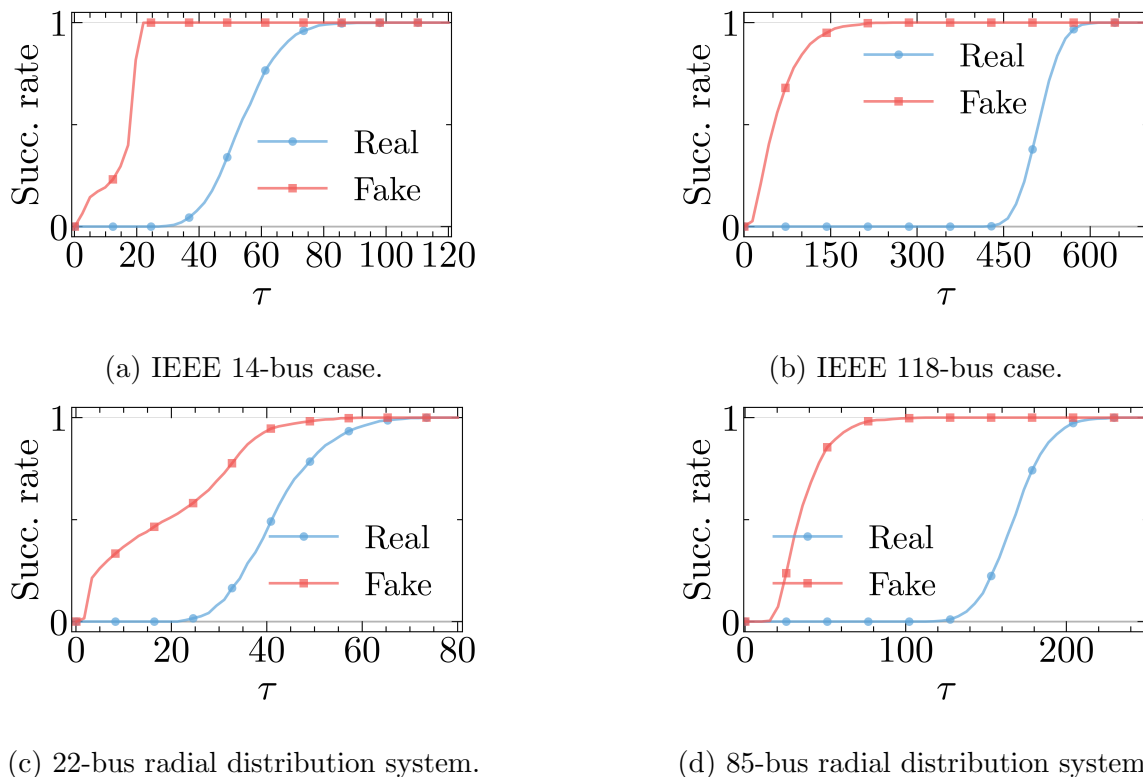 1
Succ. rate
0
Real
Fake
0 20 40 60 80 100 120
τ
(a) IEEE 14-bus case.
1
Succ. rate
0
Real
Fake
0 150 300 450 600
τ
(b) IEEE 118-bus case.
1
Succ. rate
0
Real
Fake
0 20 40 60 80
τ
(c) 22-bus radial distribution system.
1
Succ. rate
0
Real
Fake
0 100 200
τ
(d) 85-bus radial distribution system